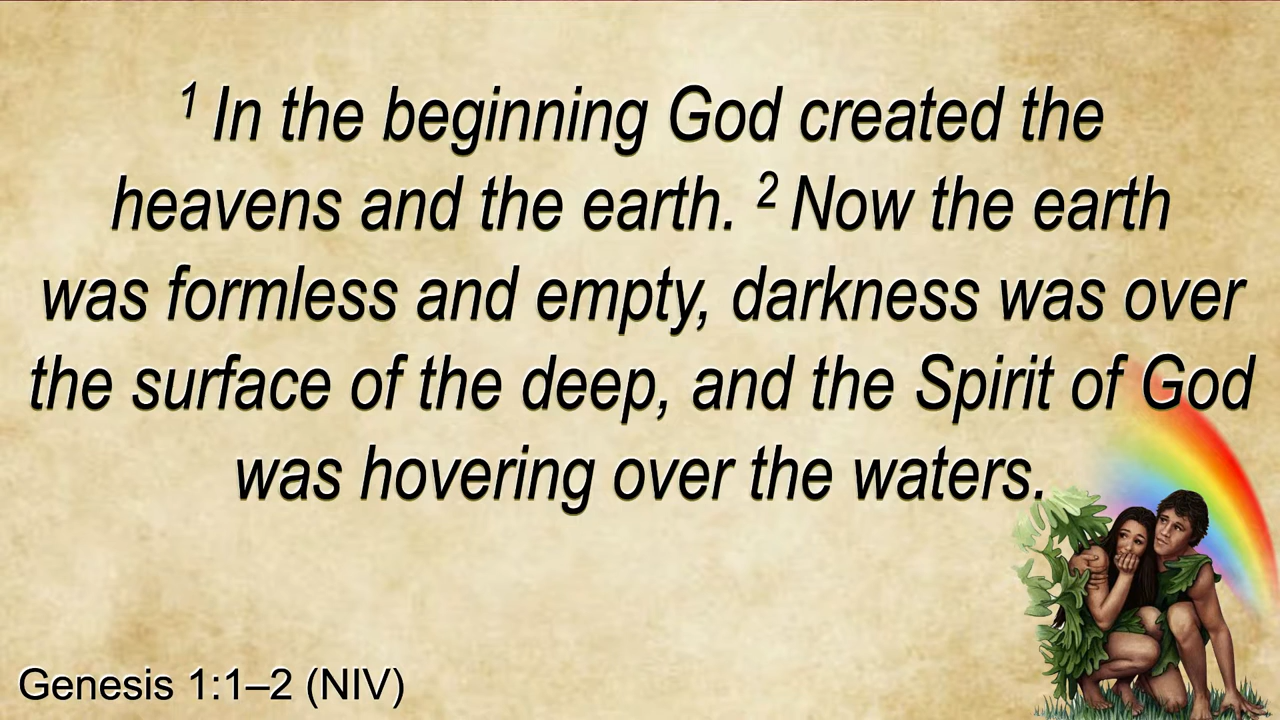 ¹ In the beginning God created the
heavens and the earth. ² Now the earth
was formless and empty, darkness was over
the surface of the deep, and the Spirit of God
was hovering over the waters.
Genesis 1:1–2 (NIV)